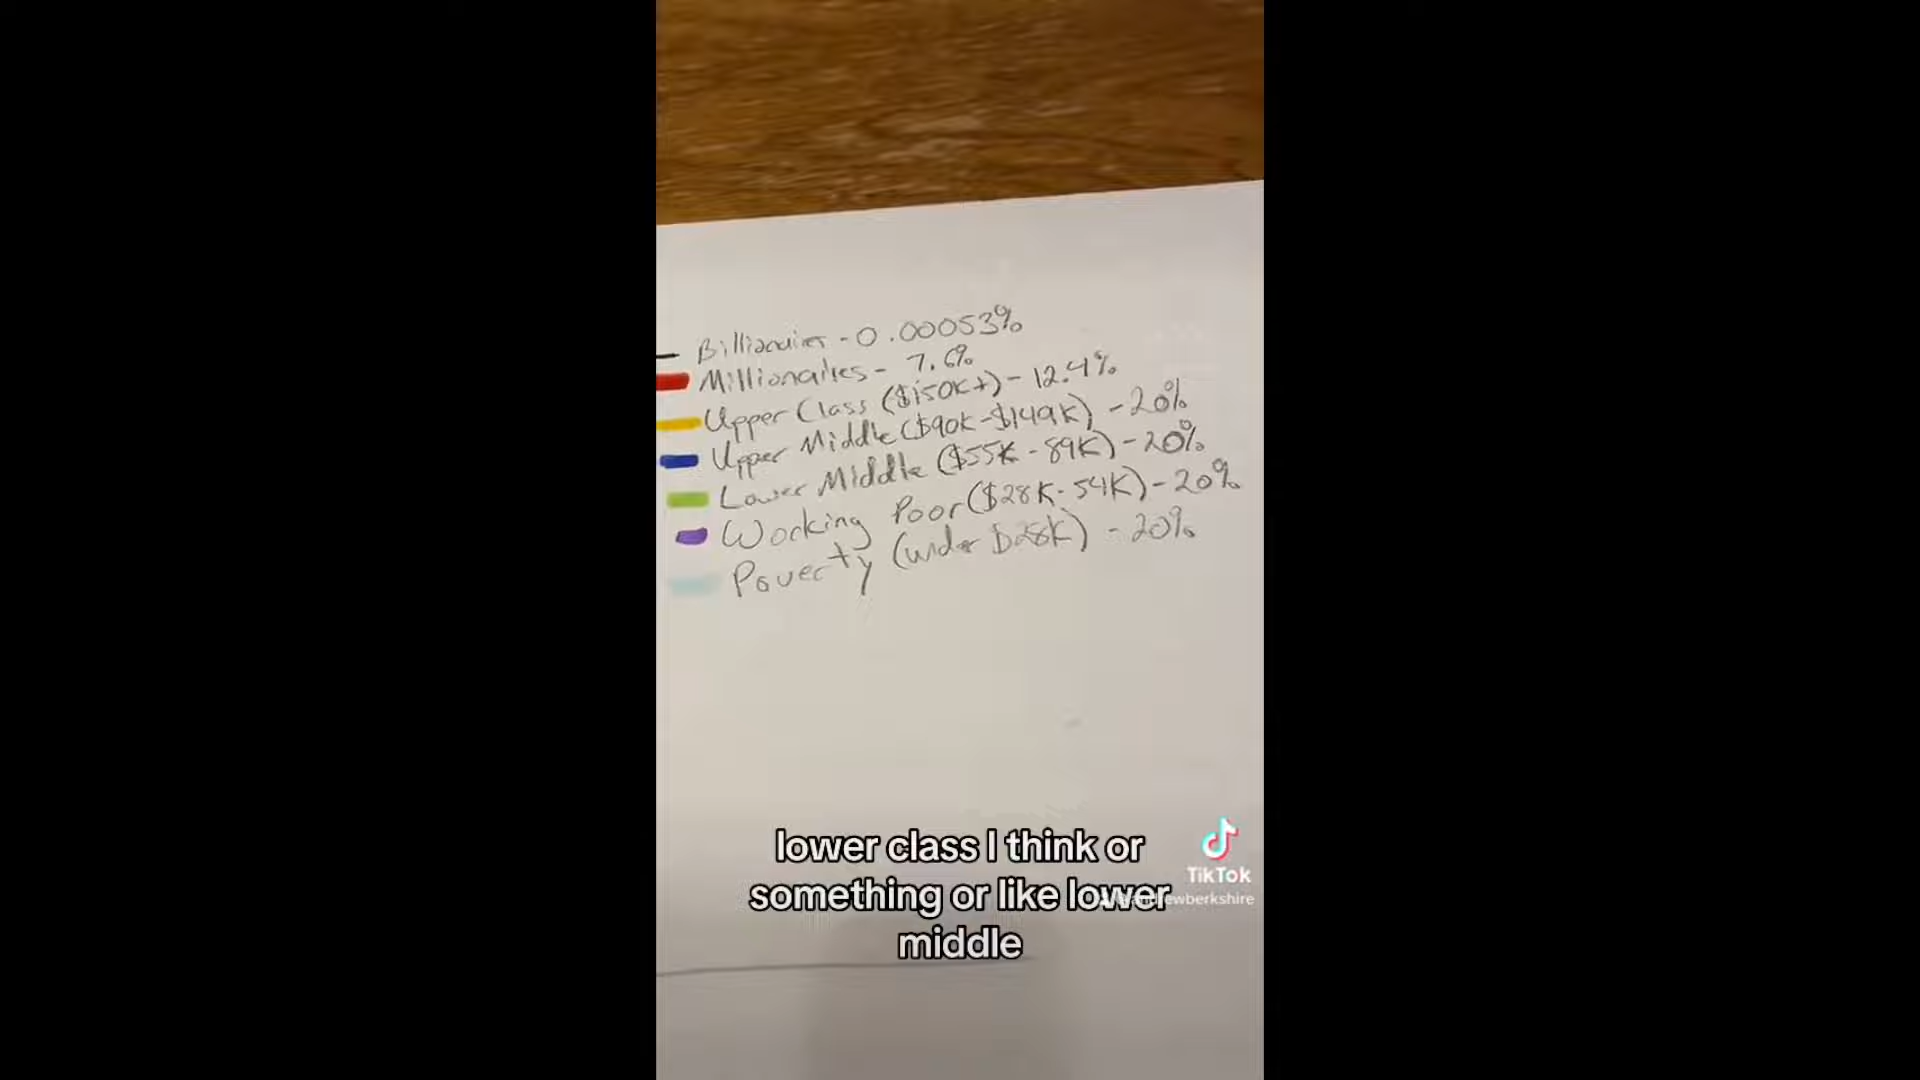 Billionaires - 0.00053%
Millionaires - 7.6%
Upper Class ($150K+) - 12.4%
Upper Middle ($90K-$149K) - 20%
Lower Middle ($55K - 89K) - 20%
Working Poor ($28K - 54K) - 20%
Poverty (under $28K) - 20%
lower class I think or
something or like lower
middle
TikTok
@andrewberkshire